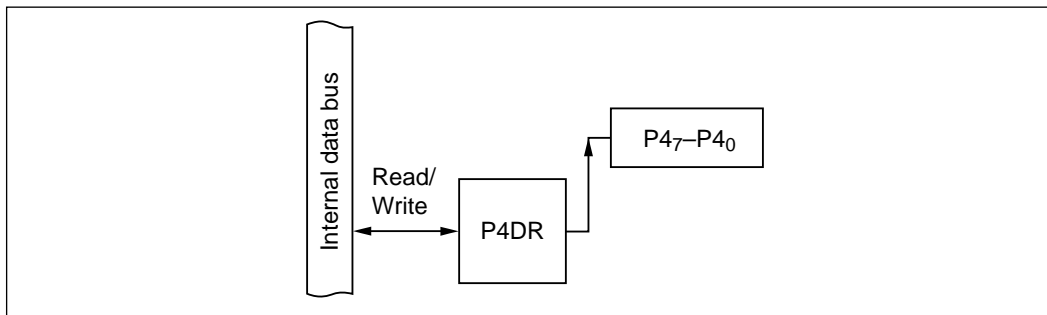 Internal data bus
Read/
Write
P4DR
P4₇–P4₀